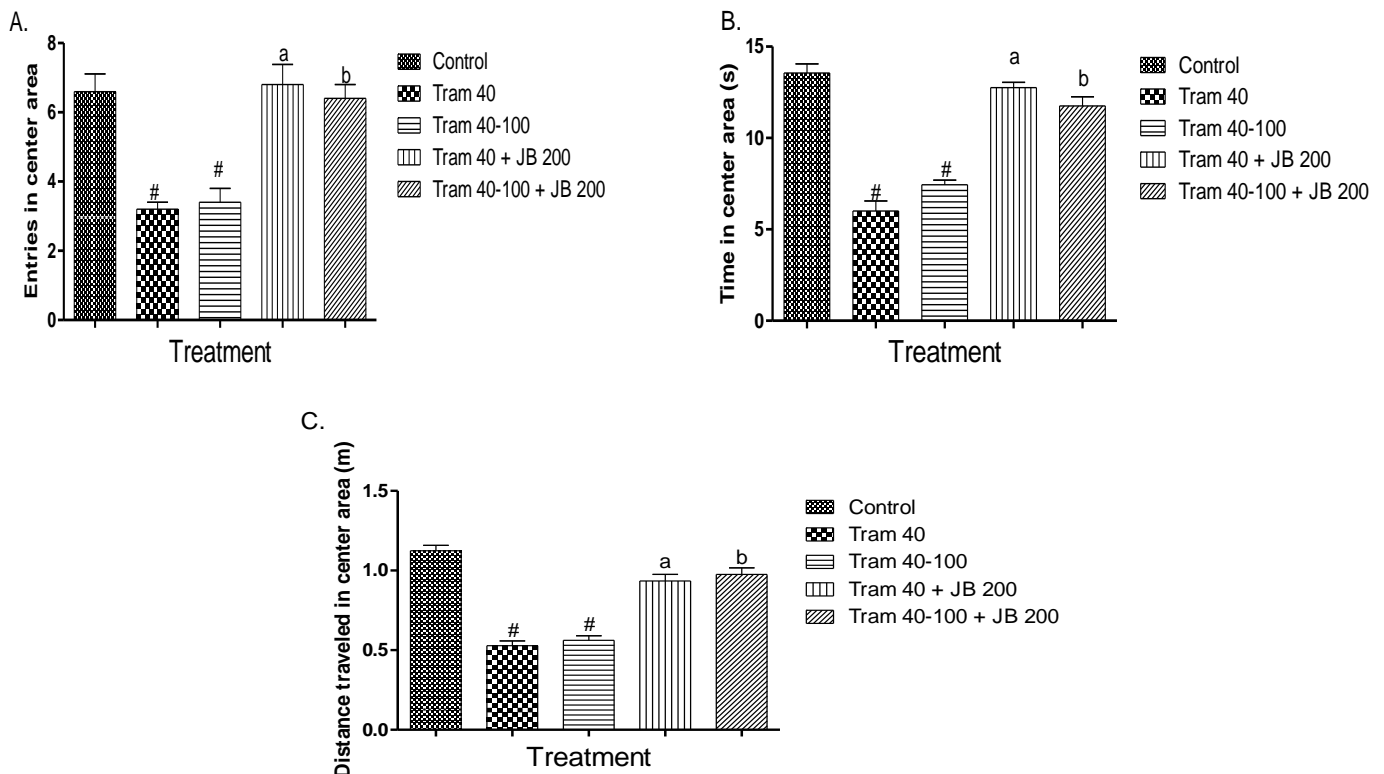 A.
Entries in center area
8
6
4
2
0
#
#
a
b
Treatment
Control
Tram 40
Tram 40-100
Tram 40 + JB 200
Tram 40-100 + JB 200
B.
Time in center area (s)
15
10
5
0
#
#
a
b
Treatment
Control
Tram 40
Tram 40-100
Tram 40 + JB 200
Tram 40-100 + JB 200
C.
Distance traveled in center area (m)
1.5
1.0
0.5
0.0
#
#
a
b
Treatment
Control
Tram 40
Tram 40-100
Tram 40 + JB 200
Tram 40-100 + JB 200